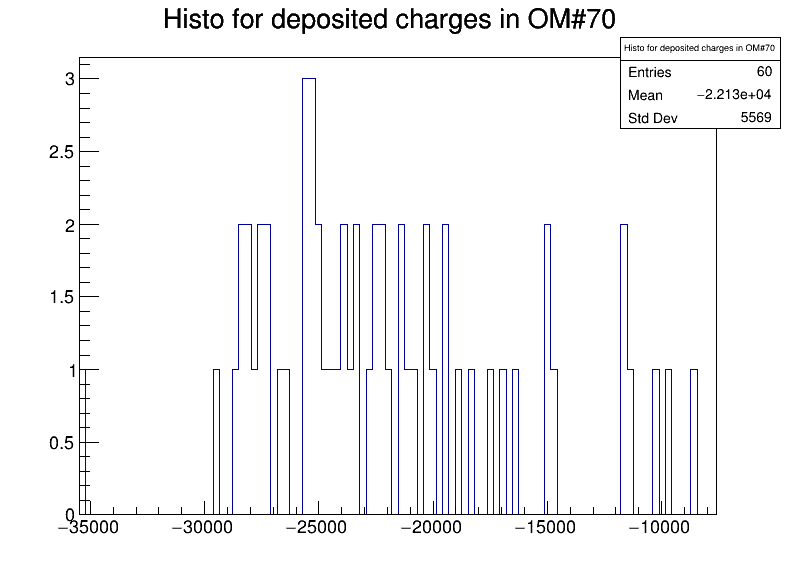 Histo for deposited charges in OM#70
Histo for deposited charges in OM#70
Entries 60
Mean −2.213e+04
Std Dev 5569
3
2.5
2
1.5
1
0.5
0
−35000 −30000 −25000 −20000 −15000 −10000